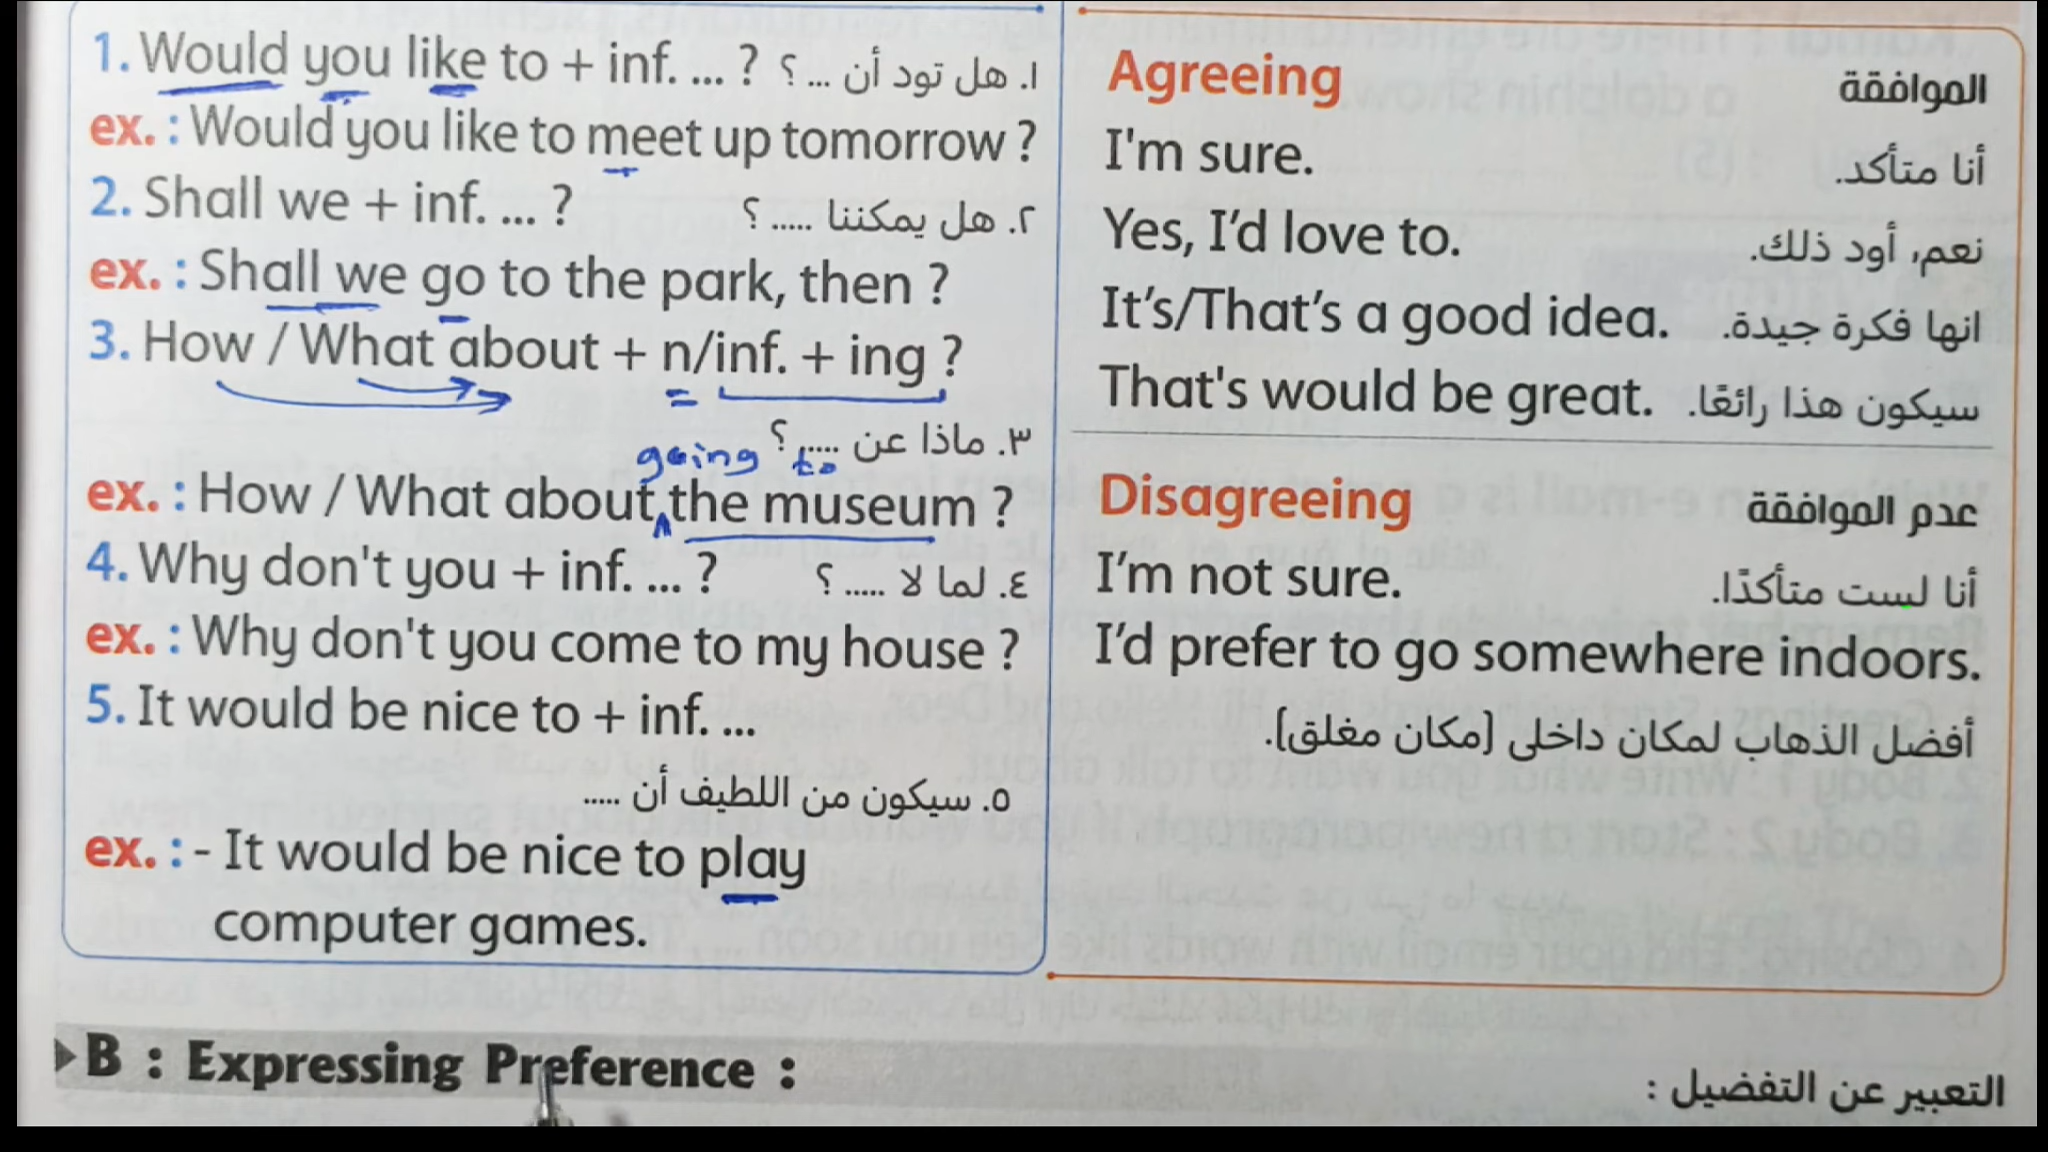 1. Would you like to + inf. ... ? ١. هل تود أن ... ؟
ex. : Would you like to meet up tomorrow ?
2. Shall we + inf. ... ? ٢. هل يمكننا ..... ؟
ex. : Shall we go to the park, then ?
3. How / What about + n/inf. + ing ?
٣. ماذا عن ..... ؟
going to
ex. : How / What about the museum ?
4. Why don't you + inf. ... ? ٤. لما لا ..... ؟
ex. : Why don't you come to my house ?
5. It would be nice to + inf. ...
٥. سيكون من اللطيف أن .....
ex. : - It would be nice to play
computer games.
Agreeing الموافقة
I'm sure. أنا متأكد.
Yes, I'd love to. نعم، أود ذلك.
It's/That's a good idea. انها فكرة جيدة.
That's would be great. سيكون هذا رائعًا.
Disagreeing عدم الموافقة
I'm not sure. أنا لست متأكدًا.
I'd prefer to go somewhere indoors.
أفضل الذهاب لمكان داخلى (مكان مغلق).
B : Expressing Preference : التعبير عن التفضيل :